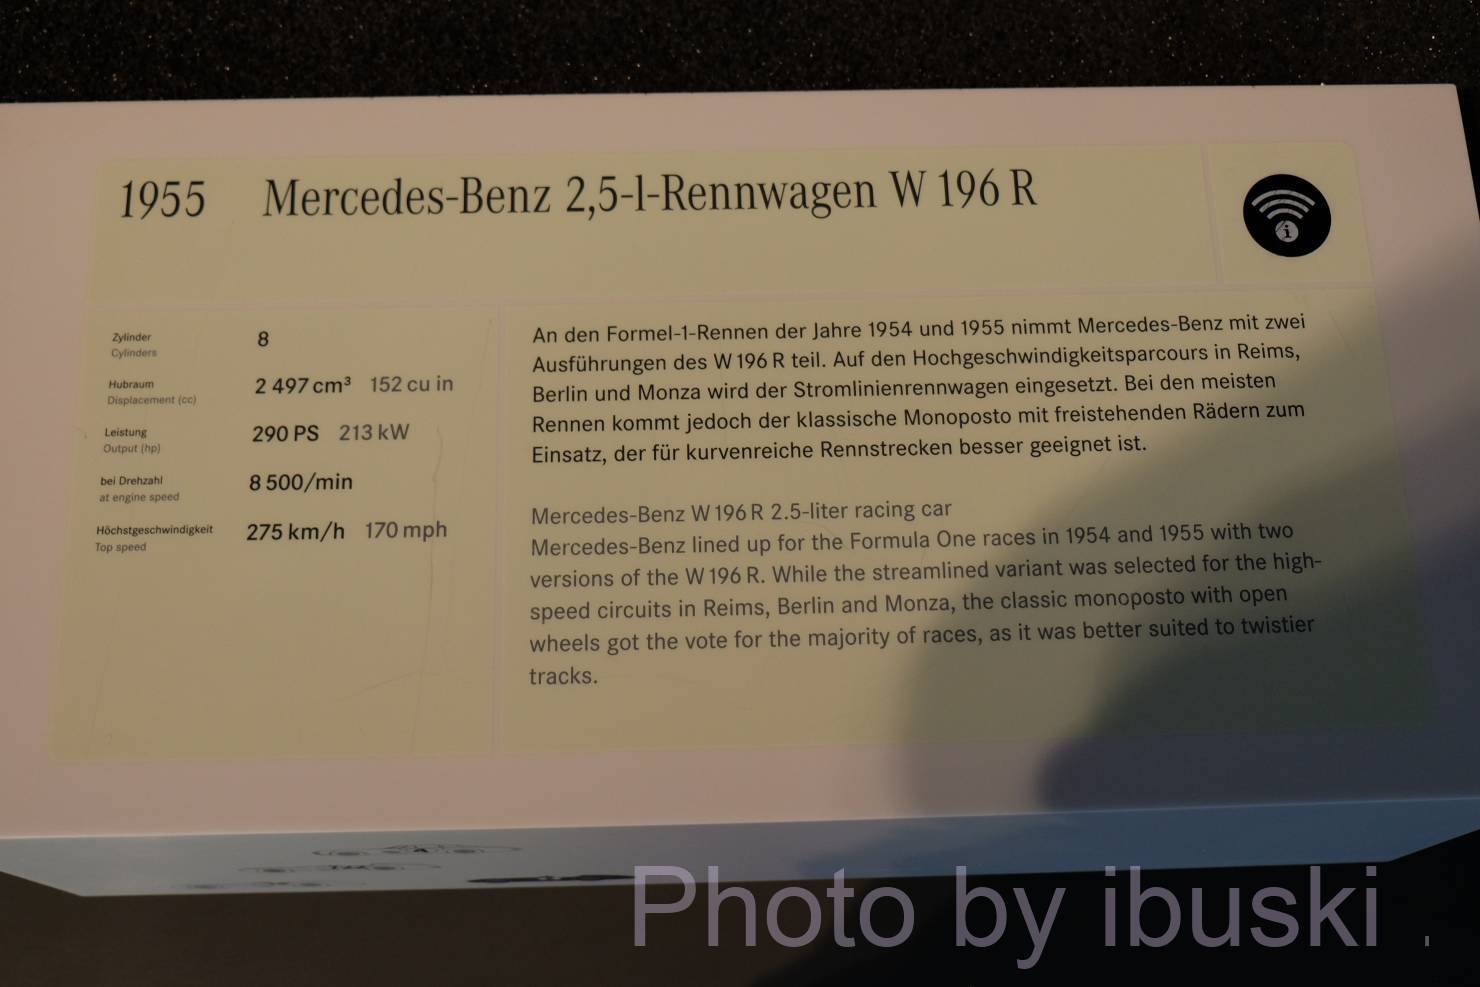 1955 Mercedes-Benz 2,5-l-Rennwagen W 196 R
i
Zylinder 8
Cylinders
Hubraum 2 497 cm³ 152 cu in
Displacement (cc)
Leistung 290 PS 213 kW
Output (hp)
bei Drehzahl 8 500/min
at engine speed
Höchstgeschwindigkeit 275 km/h 170 mph
Top speed
An den Formel-1-Rennen der Jahre 1954 und 1955 nimmt Mercedes-Benz mit zwei
Ausführungen des W 196 R teil. Auf den Hochgeschwindigkeitsparcours in Reims,
Berlin und Monza wird der Stromlinienrennwagen eingesetzt. Bei den meisten
Rennen kommt jedoch der klassische Monoposto mit freistehenden Rädern zum
Einsatz, der für kurvenreiche Rennstrecken besser geeignet ist.
Mercedes-Benz W 196 R 2.5-liter racing car
Mercedes-Benz lined up for the Formula One races in 1954 and 1955 with two
versions of the W 196 R. While the streamlined variant was selected for the high-
speed circuits in Reims, Berlin and Monza, the classic monoposto with open
wheels got the vote for the majority of races, as it was better suited to twistier
tracks.
Photo by ibuski .